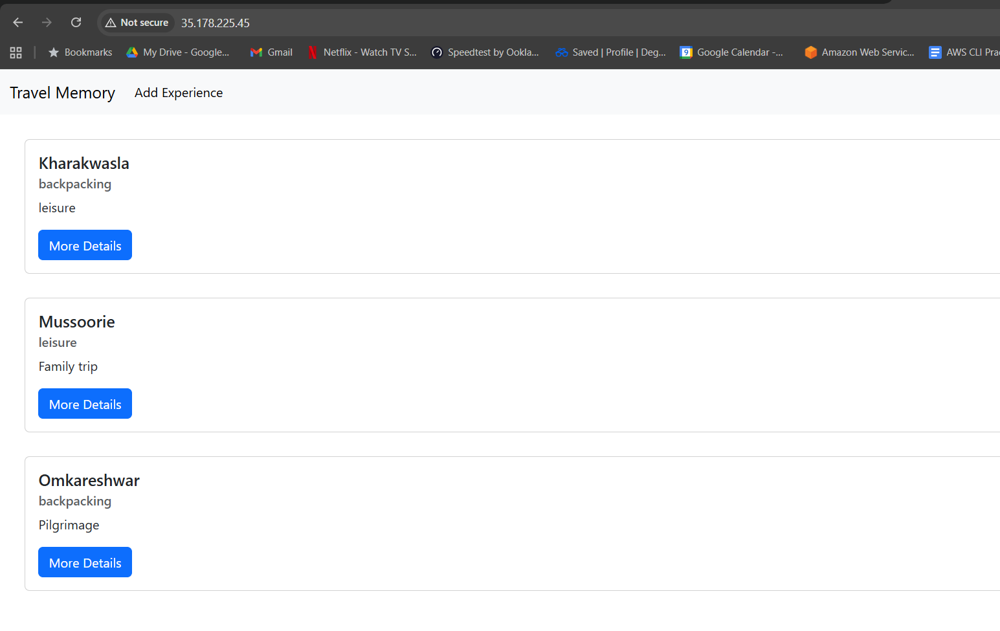 Not secure 35.178.225.45
Bookmarks My Drive - Google... Gmail Netflix - Watch TV S... Speedtest by Ookla... Saved | Profile | Deg... 9 Google Calendar -... Amazon Web Servic... AWS CLI Prac
Travel Memory Add Experience
Kharakwasla
backpacking
leisure
More Details
Mussoorie
leisure
Family trip
More Details
Omkareshwar
backpacking
Pilgrimage
More Details